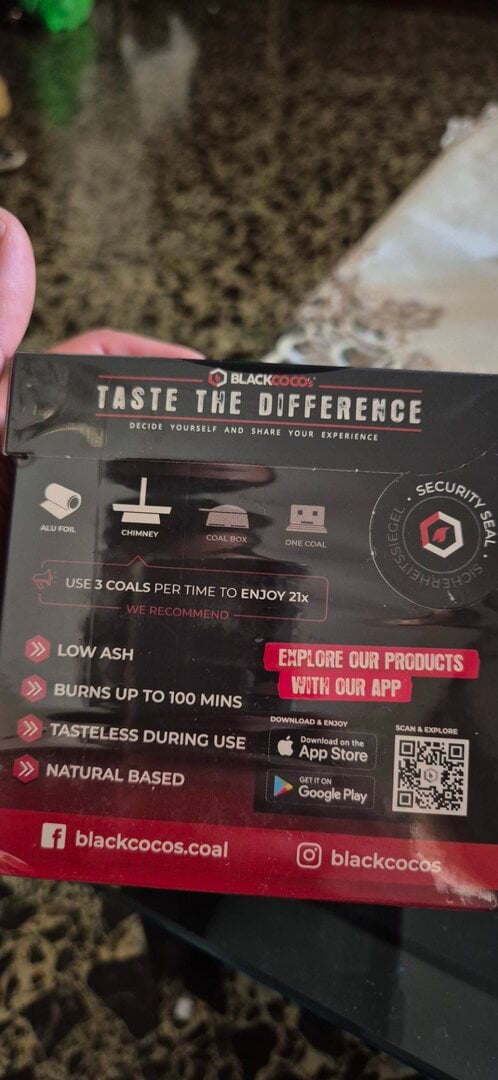 BLACKCOCOs
TASTE THE DIFFERENCE
DECIDE YOURSELF AND SHARE YOUR EXPERIENCE
ALU FOIL
CHIMNEY
COAL BOX
ONE COAL
· SECURITY SEAL ·
SICHERHEITSSIEGEL
USE 3 COALS PER TIME TO ENJOY 21x
WE RECOMMEND
LOW ASH
BURNS UP TO 100 MINS
TASTELESS DURING USE
NATURAL BASED
EXPLORE OUR PRODUCTS
WITH OUR APP
DOWNLOAD & ENJOY
Download on the
App Store
GET IT ON
Google Play
SCAN & EXPLORE
blackcocos.coal
blackcocos